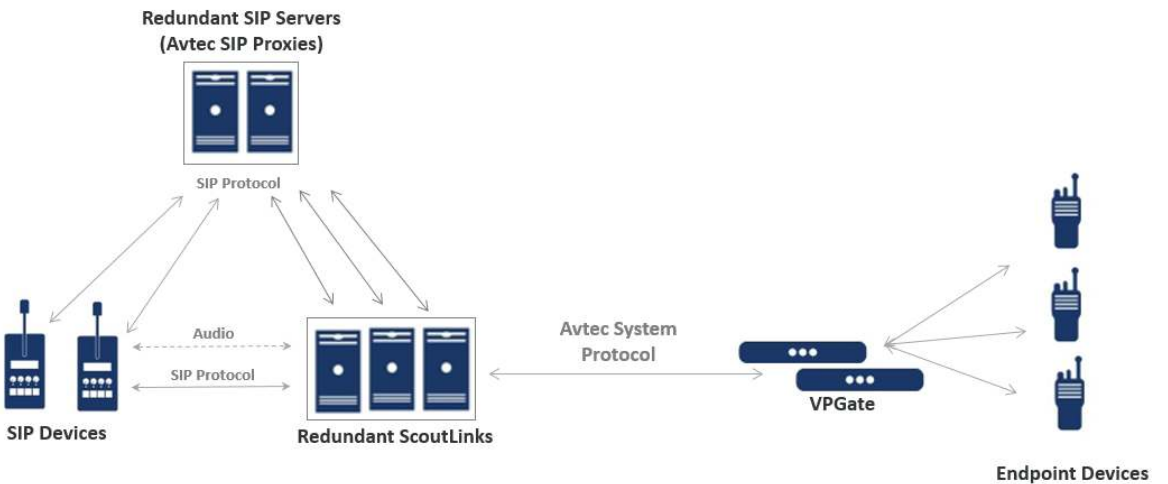 Redundant SIP Servers
(Avtec SIP Proxies)
SIP Protocol
Audio
SIP Protocol
Avtec System
Protocol
SIP Devices
Redundant ScoutLinks
VPGate
Endpoint Devices